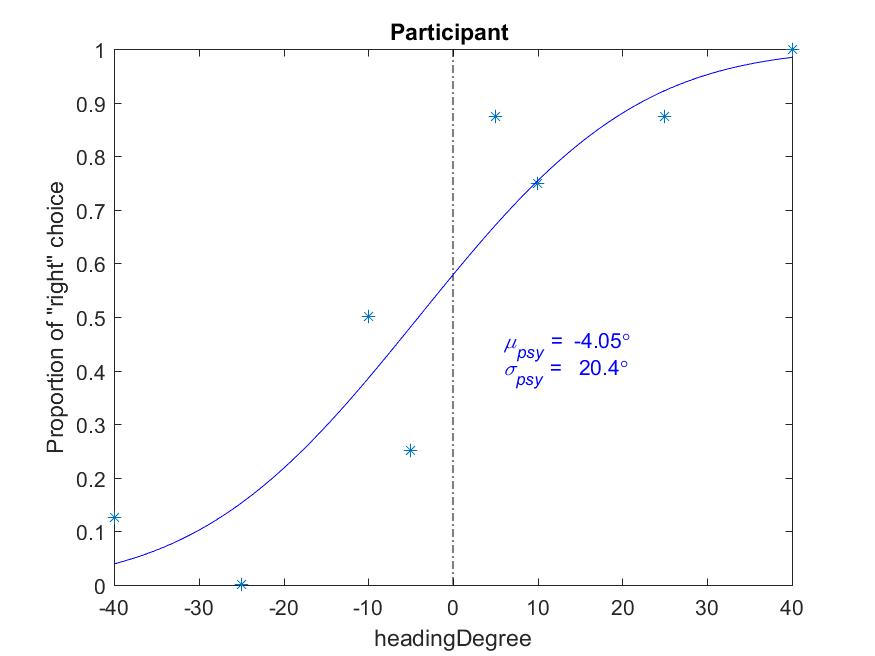 Participant
Proportion of "right" choice
1
0.9
0.8
0.7
0.6
0.5
0.4
0.3
0.2
0.1
0
μpsy = -4.05°
σpsy = 20.4°
-40 -30 -20 -10 0 10 20 30 40
headingDegree